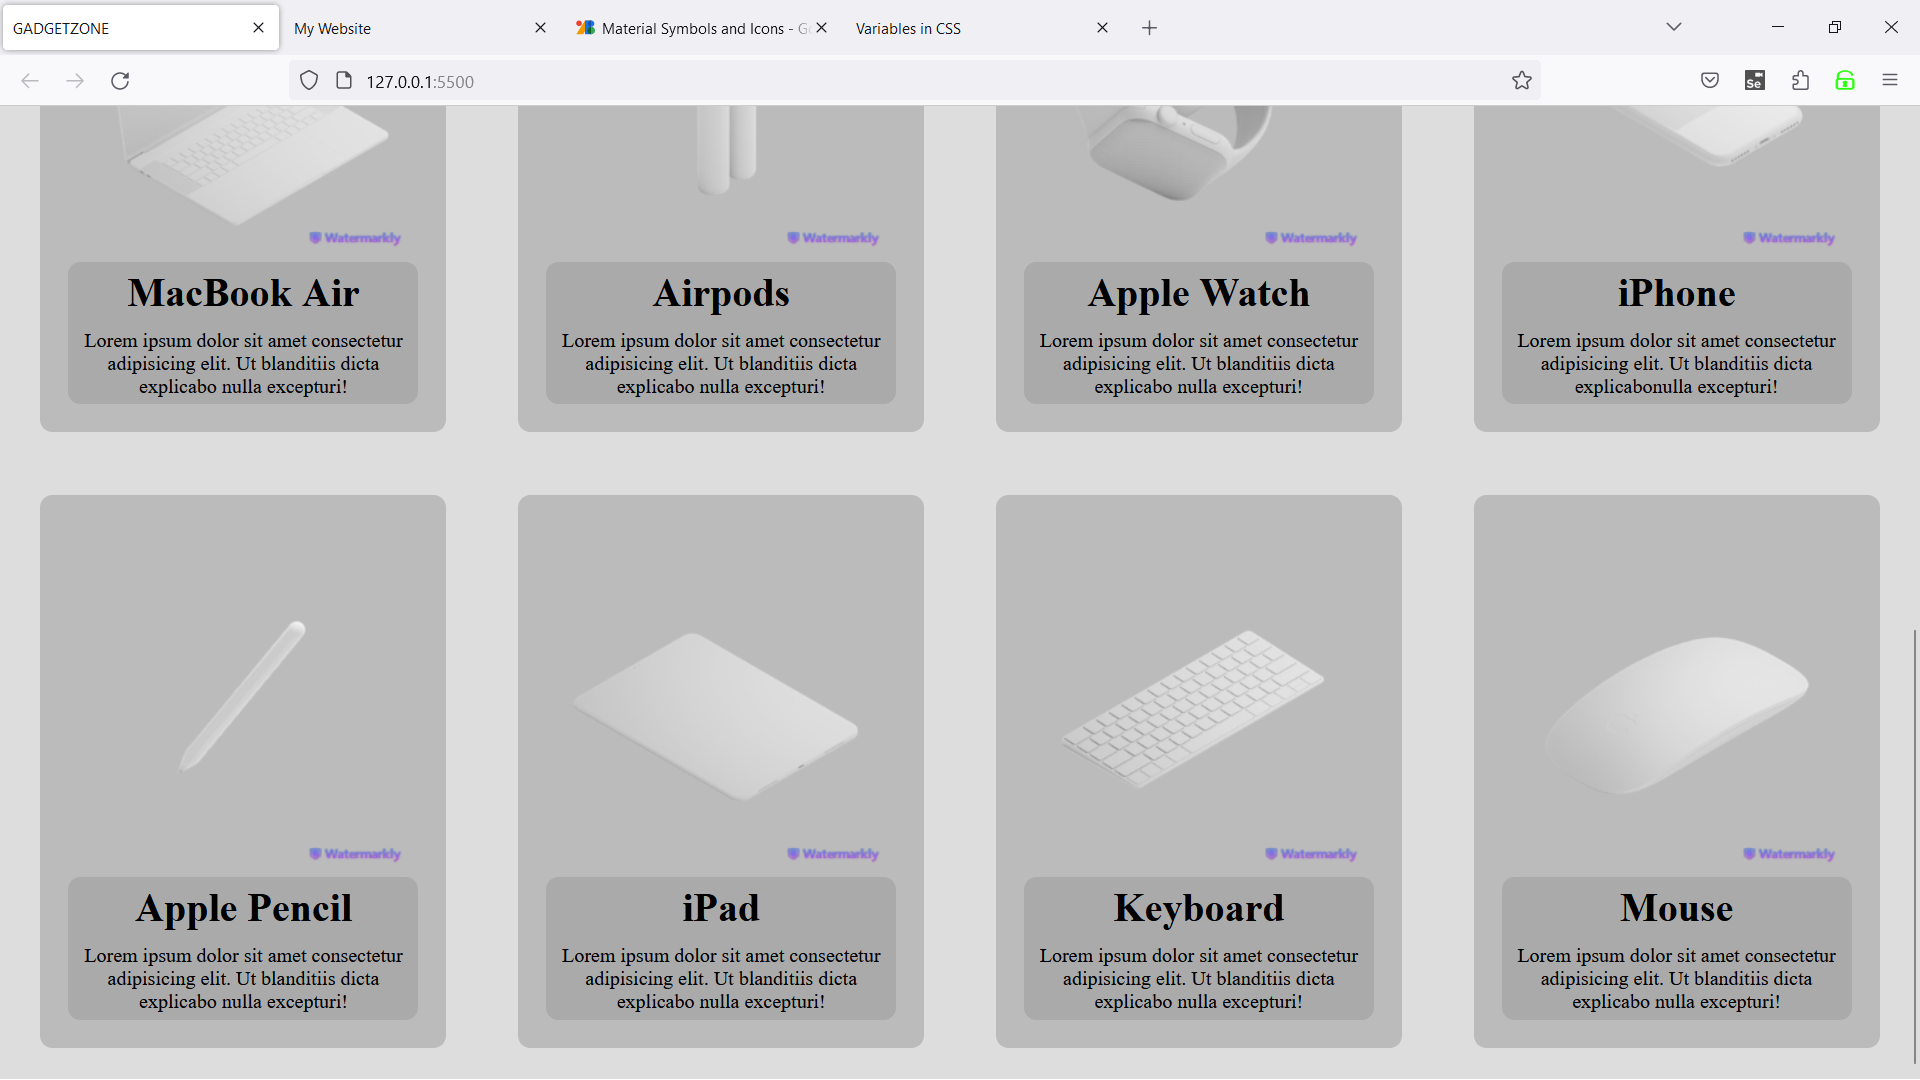 GADGETZONE
My Website
Material Symbols and Icons - Go
Variables in CSS
127.0.0.1:5500
Se
Watermarkly
Watermarkly
Watermarkly
Watermarkly
MacBook Air
Lorem ipsum dolor sit amet consectetur
adipisicing elit. Ut blanditiis dicta
explicabo nulla excepturi!
Airpods
Lorem ipsum dolor sit amet consectetur
adipisicing elit. Ut blanditiis dicta
explicabo nulla excepturi!
Apple Watch
Lorem ipsum dolor sit amet consectetur
adipisicing elit. Ut blanditiis dicta
explicabo nulla excepturi!
iPhone
Lorem ipsum dolor sit amet consectetur
adipisicing elit. Ut blanditiis dicta
explicabonulla excepturi!
Watermarkly
Watermarkly
Watermarkly
Watermarkly
Apple Pencil
Lorem ipsum dolor sit amet consectetur
adipisicing elit. Ut blanditiis dicta
explicabo nulla excepturi!
iPad
Lorem ipsum dolor sit amet consectetur
adipisicing elit. Ut blanditiis dicta
explicabo nulla excepturi!
Keyboard
Lorem ipsum dolor sit amet consectetur
adipisicing elit. Ut blanditiis dicta
explicabo nulla excepturi!
Mouse
Lorem ipsum dolor sit amet consectetur
adipisicing elit. Ut blanditiis dicta
explicabo nulla excepturi!